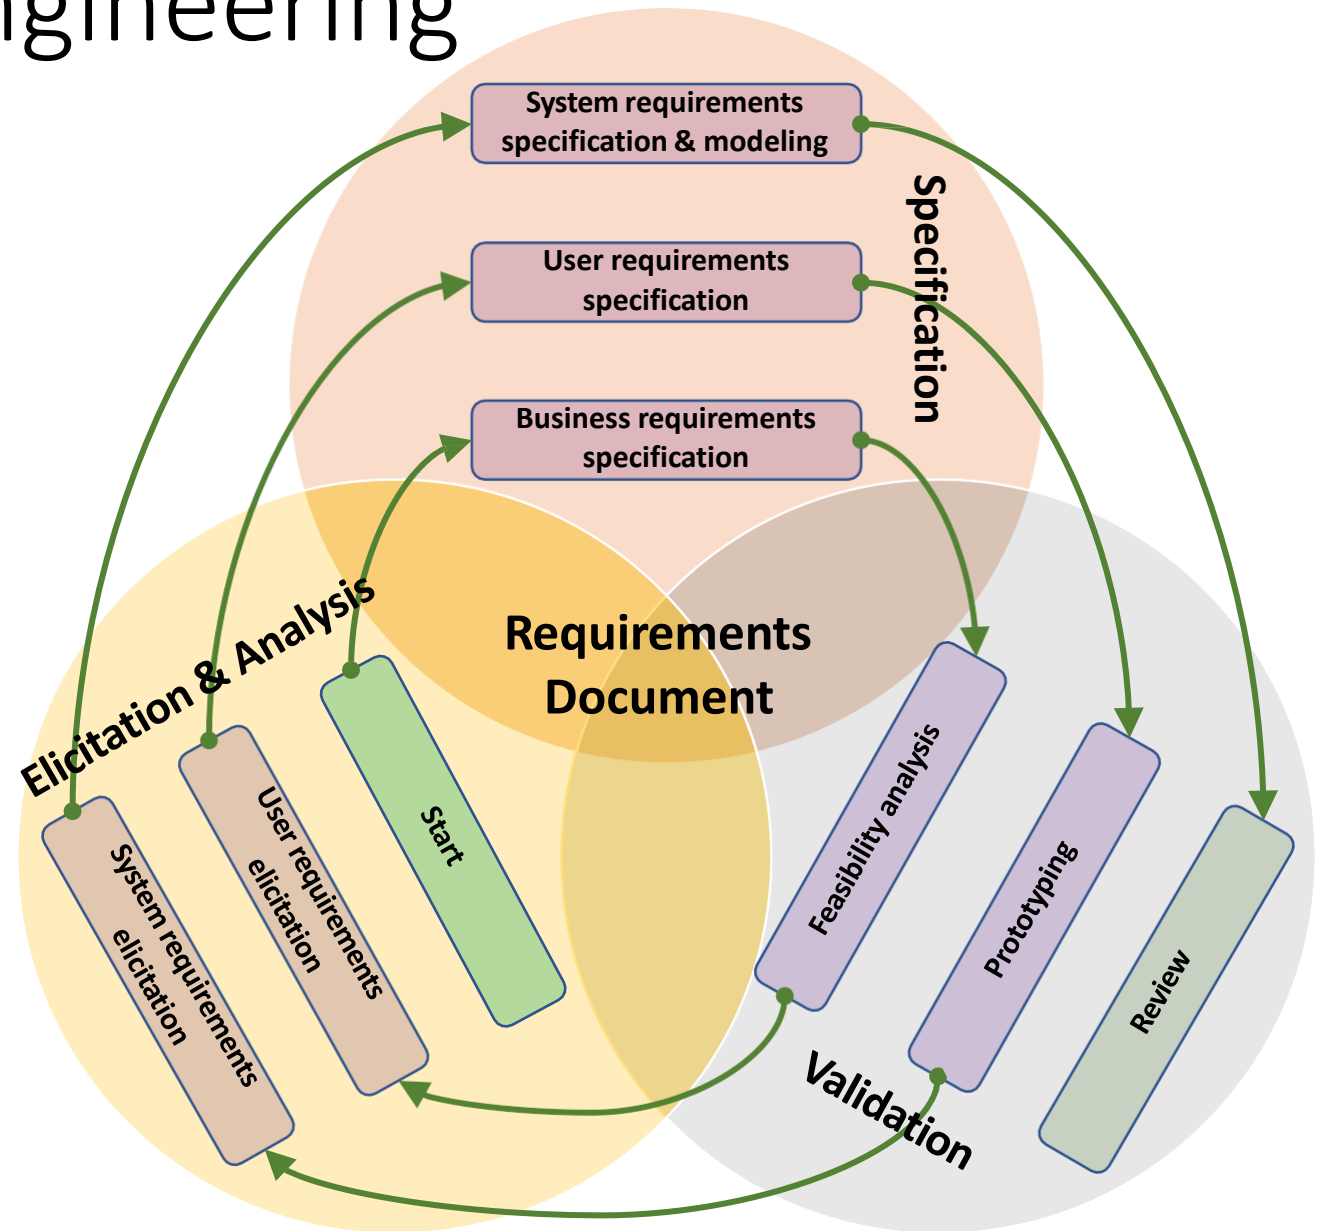 ngineering
System requirements
specification & modeling
Specification
User requirements
specification
Business requirements
specification
Elicitation & Analysis
Requirements
Document
Start
User requirements
elicitation
System requirements
elicitation
Feasibility analysis
Prototyping
Review
Validation